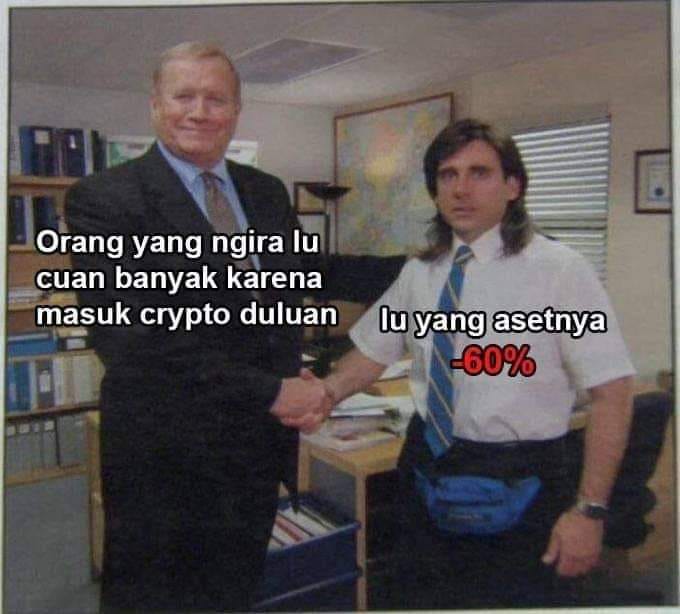 Orang yang ngira lu
cuan banyak karena
masuk crypto duluan
lu yang asetnya
-60%